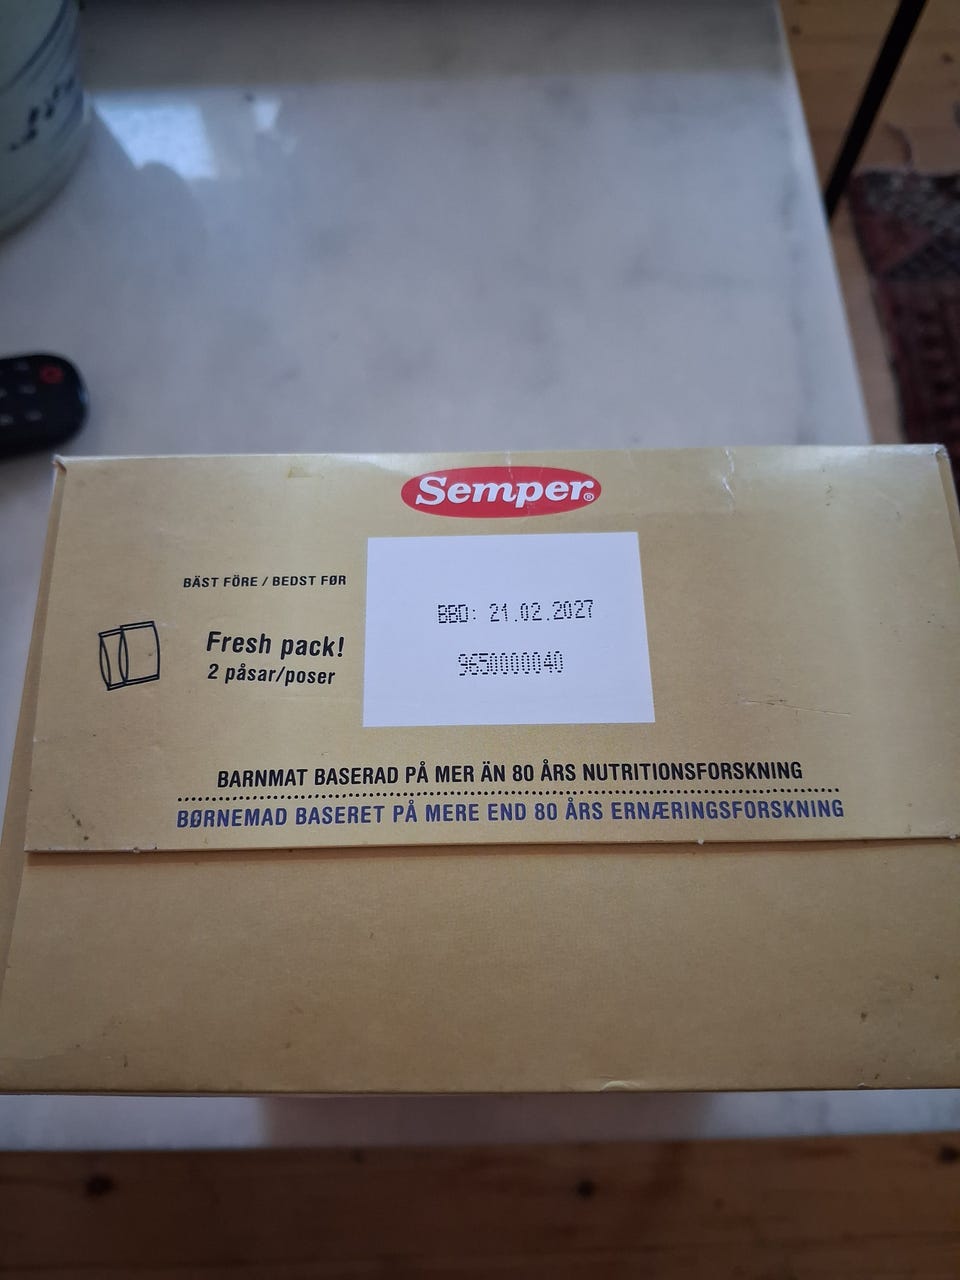 Semper®
BÄST FÖRE / BEDST FØR
BBD: 21.02.2027
9650000040
Fresh pack!
2 påsar/poser
BARNMAT BASERAD PÅ MER ÄN 80 ÅRS NUTRITIONSFORSKNING
BØRNEMAD BASERET PÅ MERE END 80 ÅRS ERNÆRINGSFORSKNING